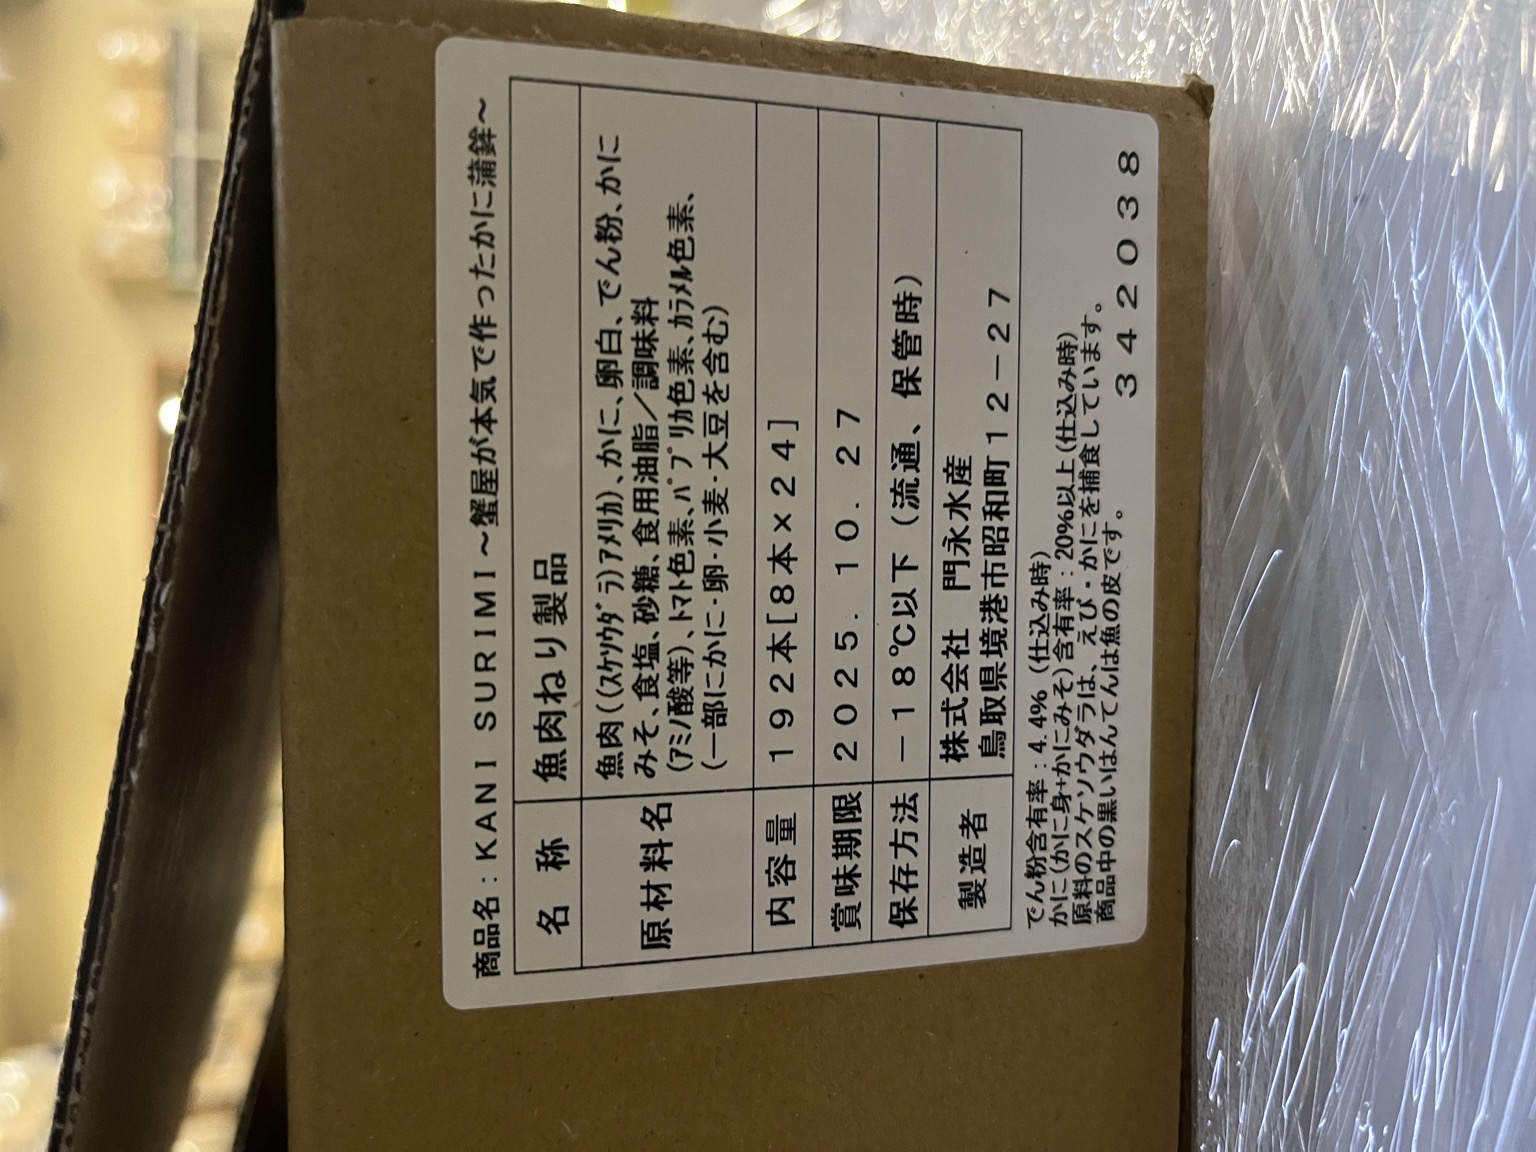 商品名：ＫＡＮＩ ＳＵＲＩＭＩ～蟹屋が本気で作ったかに蒲鉾～
名 称 魚肉ねり製品
原材料名 魚肉((ｽｹｿｳﾀﾞﾗ)ｱﾒﾘｶ)、かに、卵白、でん粉、かに
みそ、食塩、砂糖、食用油脂／調味料
(ｱﾐﾉ酸等)、ﾄﾏﾄ色素、ﾊﾟﾌﾟﾘｶ色素、ｶﾗﾒﾙ色素、
(一部にかに･卵･小麦･大豆を含む)
内容量 １９２本[８本×２４]
賞味期限 ２０２５．１０．２７
保存方法 －１８℃以下（流通、保管時）
製造者 株式会社　門永水産
鳥取県境港市昭和町１２－２７
でん粉含有率：4.4%（仕込み時）
かに(かに身+かにみそ)含有率：20%以上(仕込み時)
原料のスケソウダラは、えび・かにを捕食しています。
商品中の黒いはんてんは魚の皮です。
３４２０３８